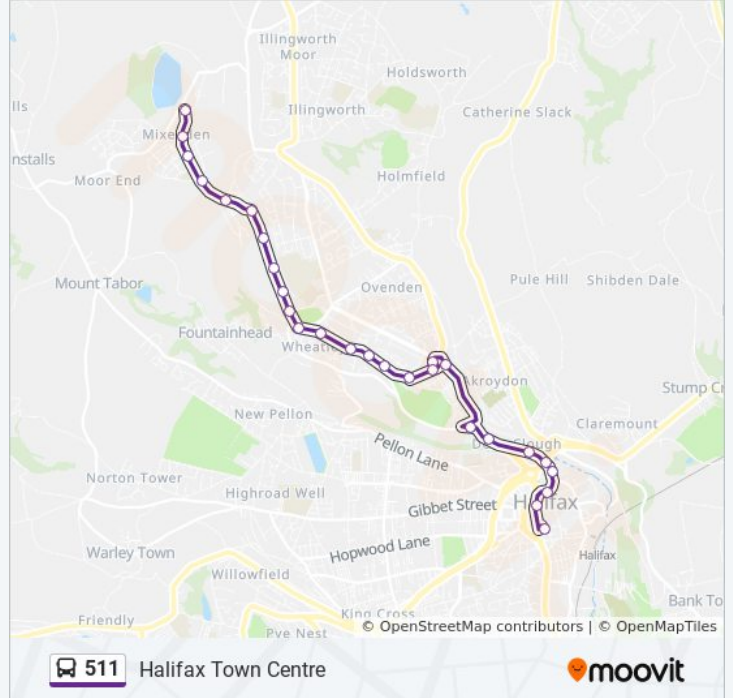 Illingworth
Moor
Holdsworth
lls
Illingworth
Catherine Slack
Mixenden
nstalls
Moor End
Holmfield
Mount Tabor
Ovenden
Pule Hill
Shibden Dale
Fountainhead
Wheatley
Akroydon
Stump Cr
New Pellon
Claremont
Pellon Lane
Dean Clough
Norton Tower
Highroad Well
Gibbet Street
Halifax
Hopwood Lane
Warley Town
Halifax
Willowfield
Bank To
Friendly
King Cross
Pve Nest
© OpenStreetMap contributors | © OpenMapTiles
511 Halifax Town Centre
moovit